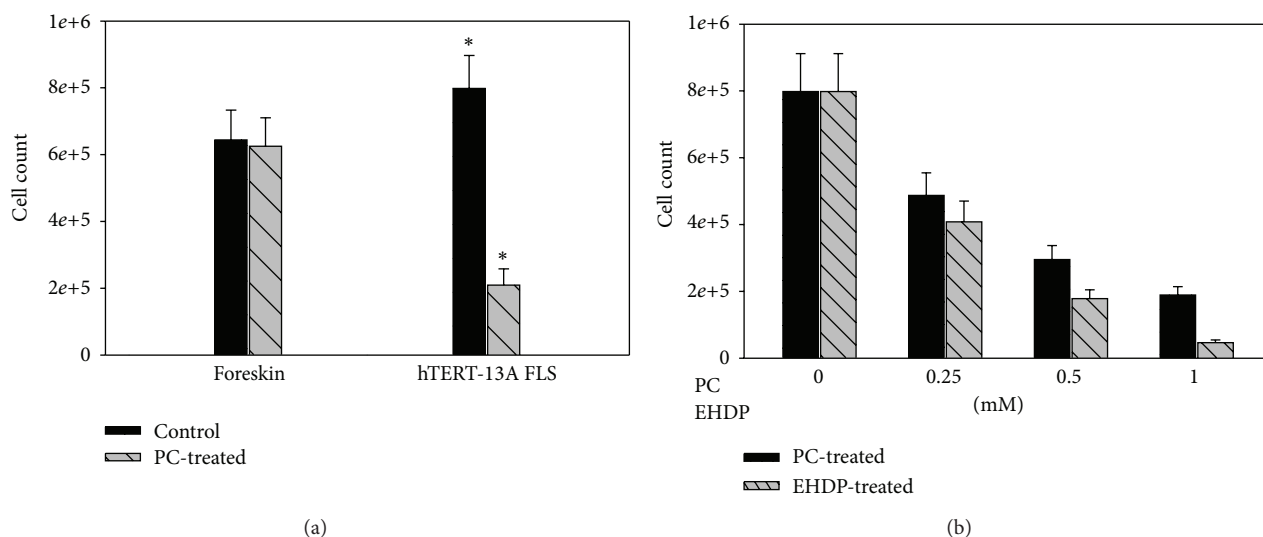 1e+6
8e+5
6e+5
4e+5
2e+5
0
Cell count
*
*
Foreskin
hTERT-13A FLS
Control
PC-treated
(a)
1e+6
8e+5
6e+5
4e+5
2e+5
0
Cell count
PC
EHDP
0
0.25
0.5
1
(mM)
PC-treated
EHDP-treated
(b)